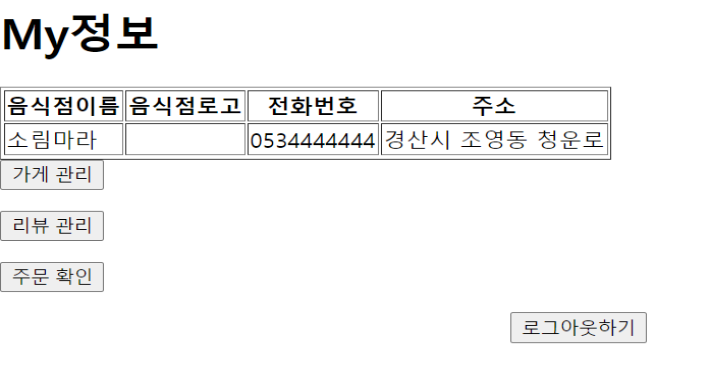 My정보
음식점이름 음식점로고 전화번호 주소
소림마라 0534444444 경산시 조영동 청운로
가게 관리
리뷰 관리
주문 확인
로그아웃하기